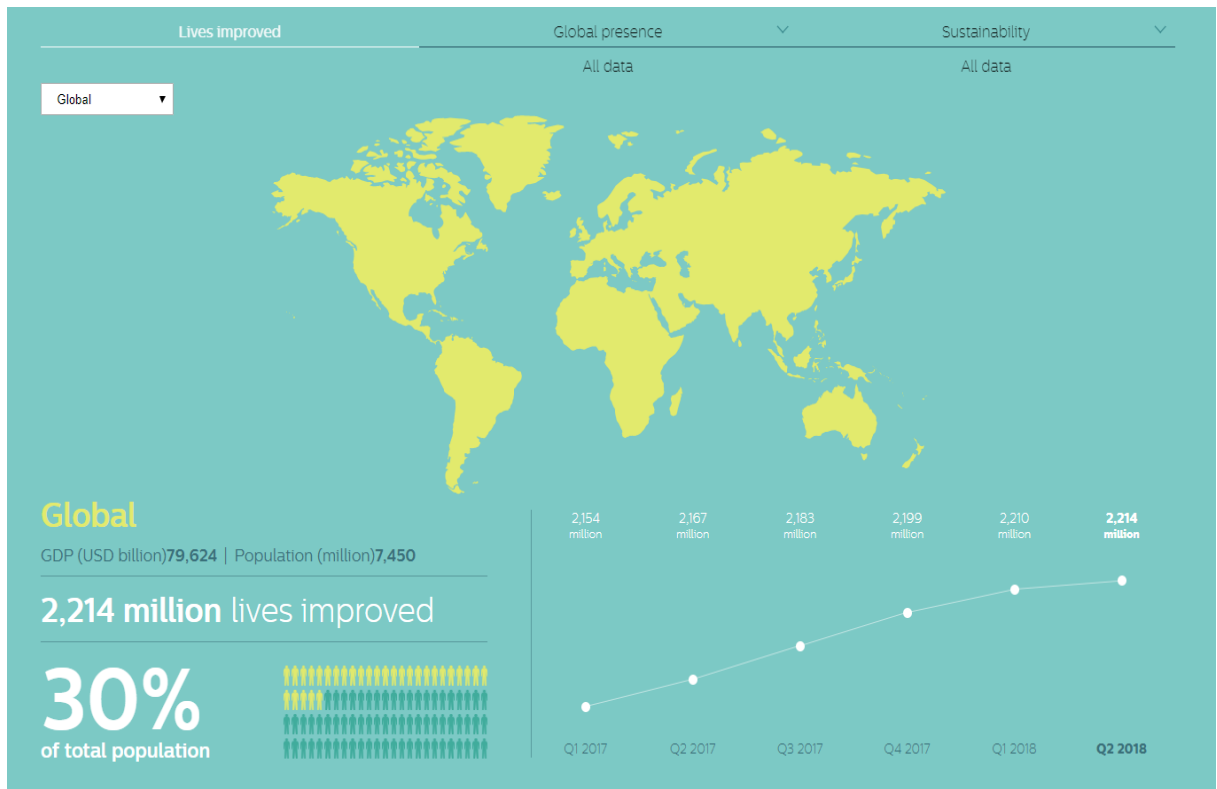 Lives improved
Global presence
Sustainability
All data
All data
Global
Global
GDP (USD billion)79,624 | Population (million)7,450
2,214 million lives improved
30%
of total population
2,154
million
2,167
million
2,183
million
2,199
million
2,210
million
2,214
million
Q1 2017
Q2 2017
Q3 2017
Q4 2017
Q1 2018
Q2 2018